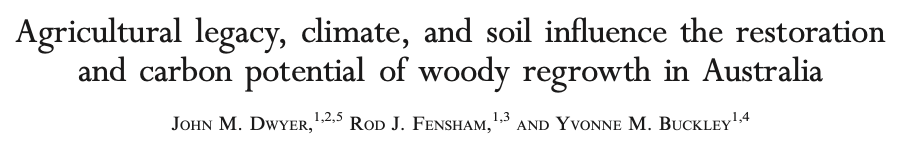 Agricultural legacy, climate, and soil influence the restoration
and carbon potential of woody regrowth in Australia
John M. Dwyer,1,2,5 Rod J. Fensham,1,3 and Yvonne M. Buckley1,4